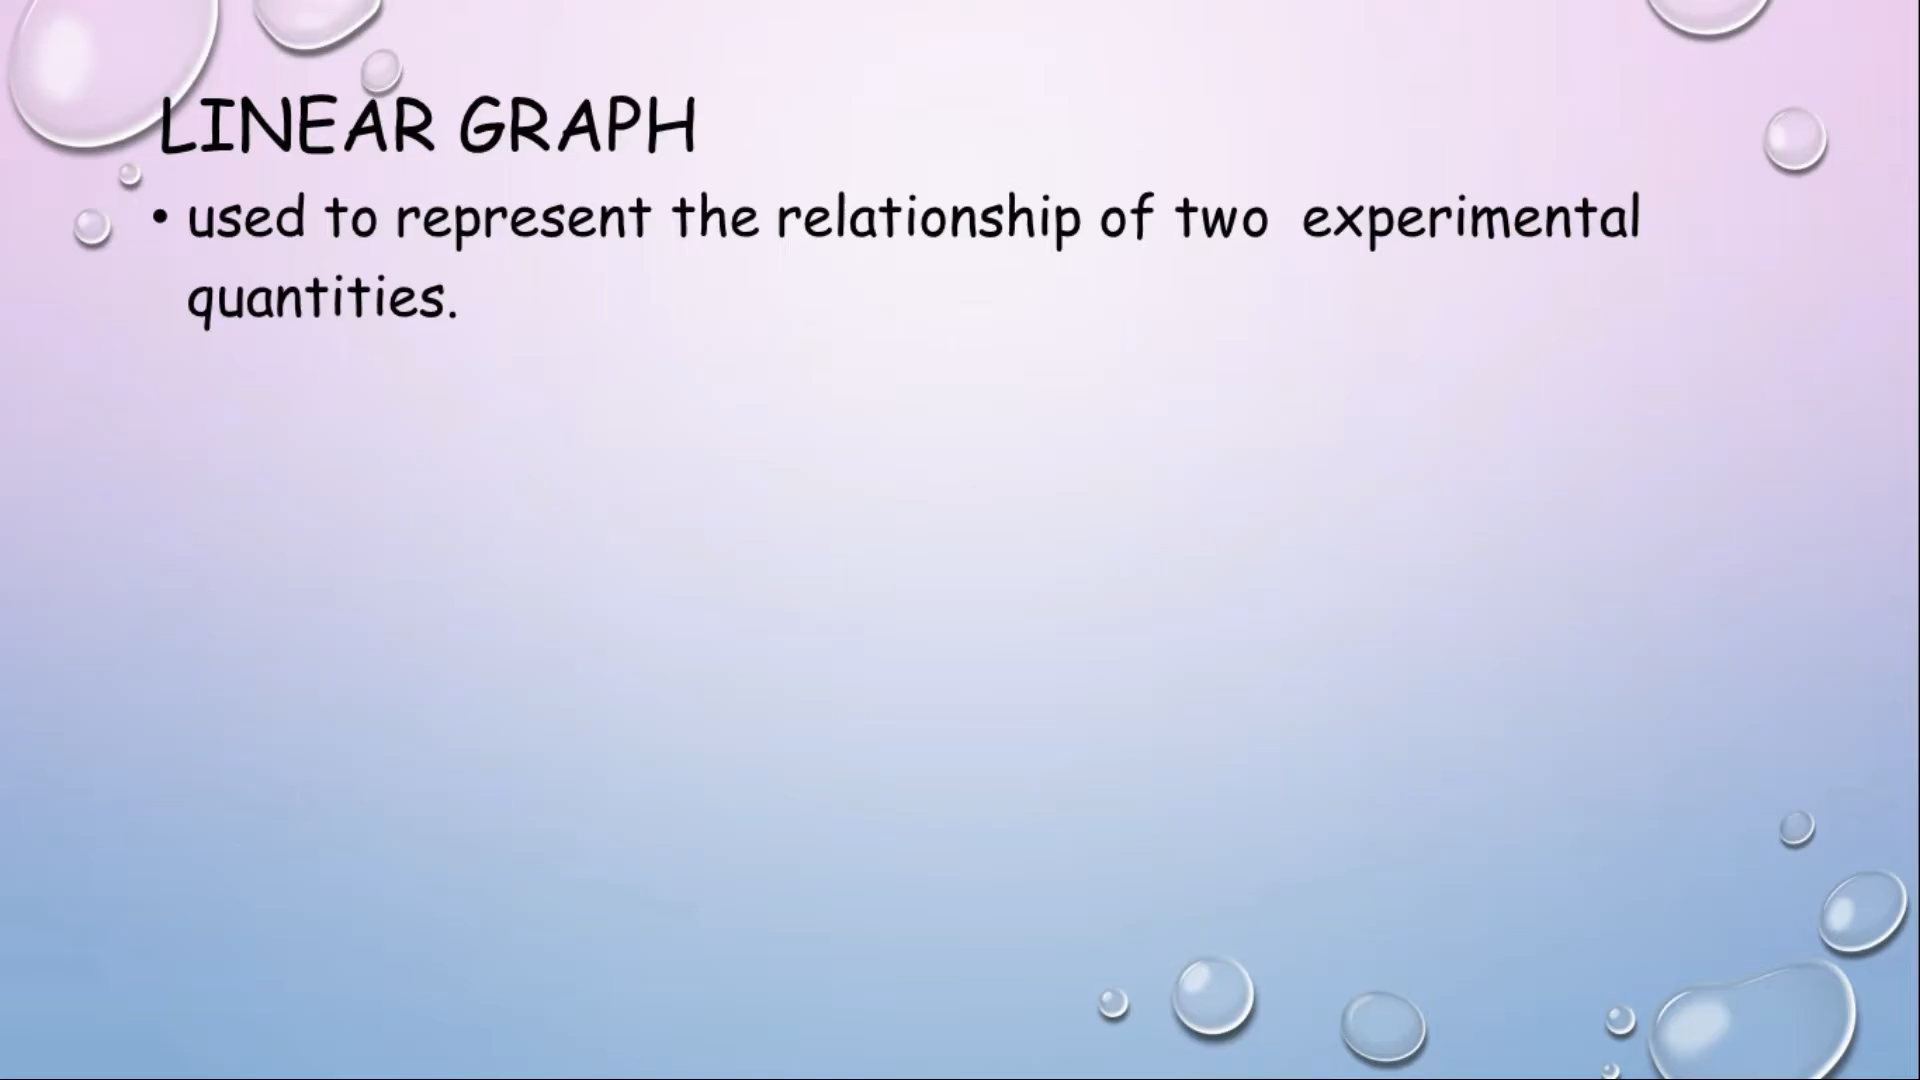 LINEAR GRAPH
• used to represent the relationship of two  experimental
quantities.